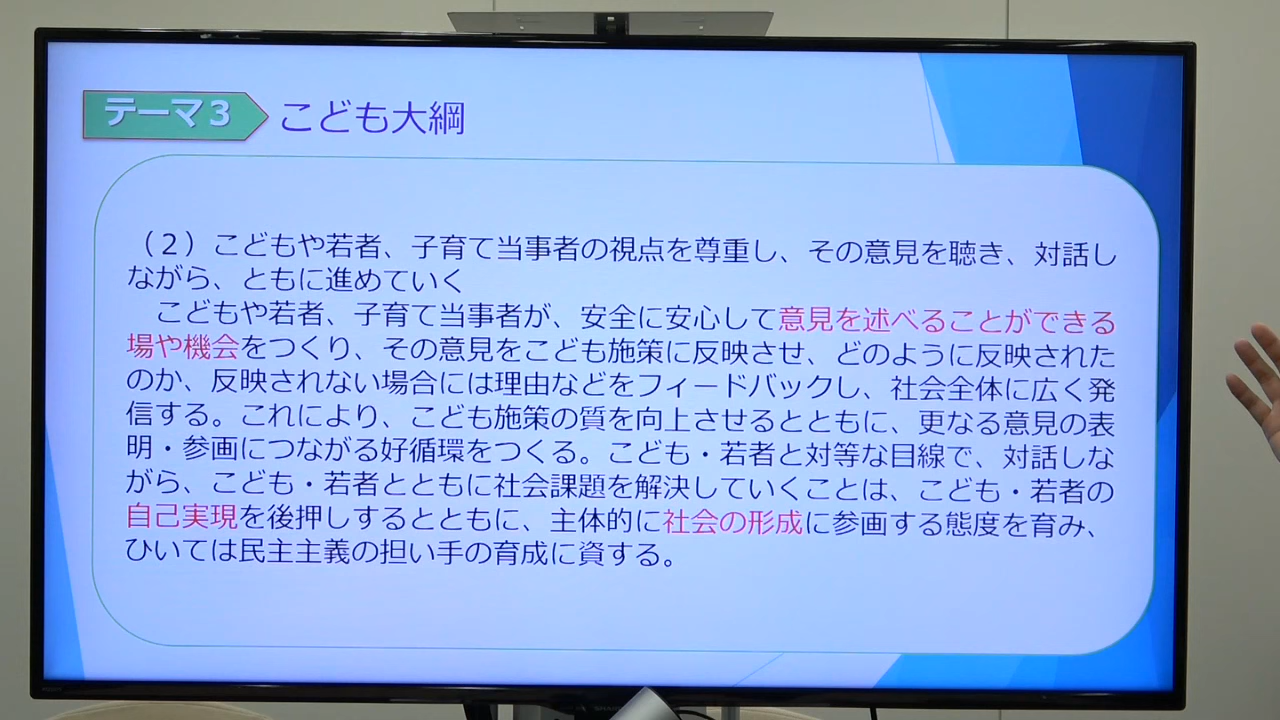 テーマ3
こども大綱
（2）こどもや若者、子育て当事者の視点を尊重し、その意見を聴き、対話し
ながら、ともに進めていく
こどもや若者、子育て当事者が、安全に安心して意見を述べることができる
場や機会をつくり、その意見をこども施策に反映させ、どのように反映された
のか、反映されない場合には理由などをフィードバックし、社会全体に広く発
信する。これにより、こども施策の質を向上させるとともに、更なる意見の表
明・参画につながる好循環をつくる。こども・若者と対等な目線で、対話しな
がら、こども・若者とともに社会課題を解決していくことは、こども・若者の
自己実現を後押しするとともに、主体的に社会の形成に参画する態度を育み、
ひいては民主主義の担い手の育成に資する。